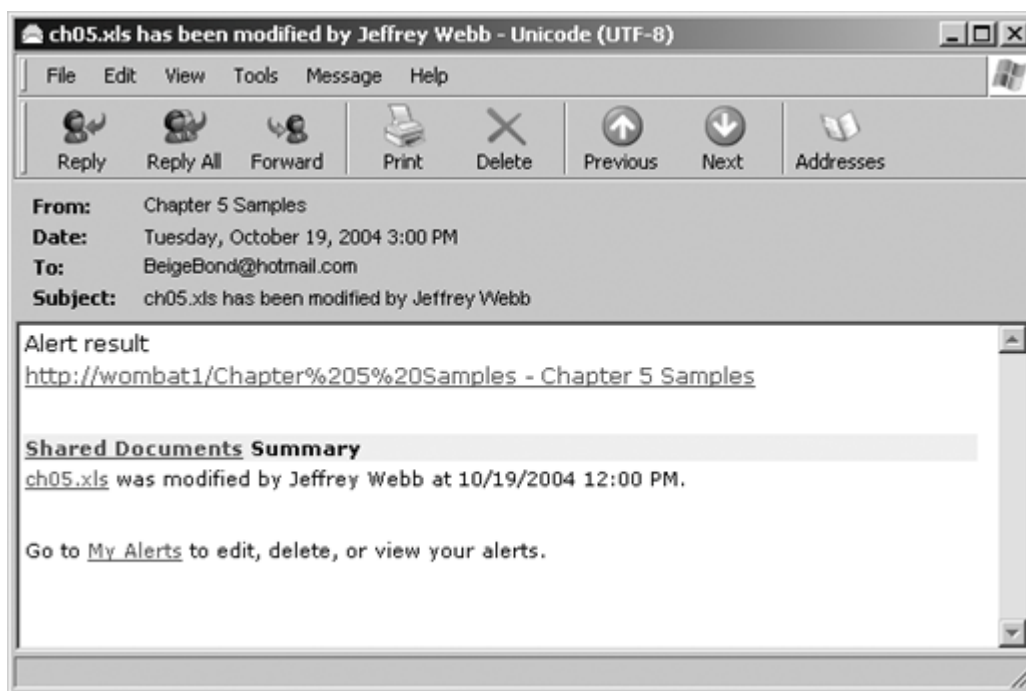 ch05.xls has been modified by Jeffrey Webb - Unicode (UTF-8)
File Edit View Tools Message Help
Reply Reply All Forward Print Delete Previous Next Addresses
From: Chapter 5 Samples
Date: Tuesday, October 19, 2004 3:00 PM
To: BeigeBond@hotmail.com
Subject: ch05.xls has been modified by Jeffrey Webb
Alert result
http://wombat1/Chapter%205%20Samples - Chapter 5 Samples
Shared Documents Summary
ch05.xls was modified by Jeffrey Webb at 10/19/2004 12:00 PM.
Go to My Alerts to edit, delete, or view your alerts.